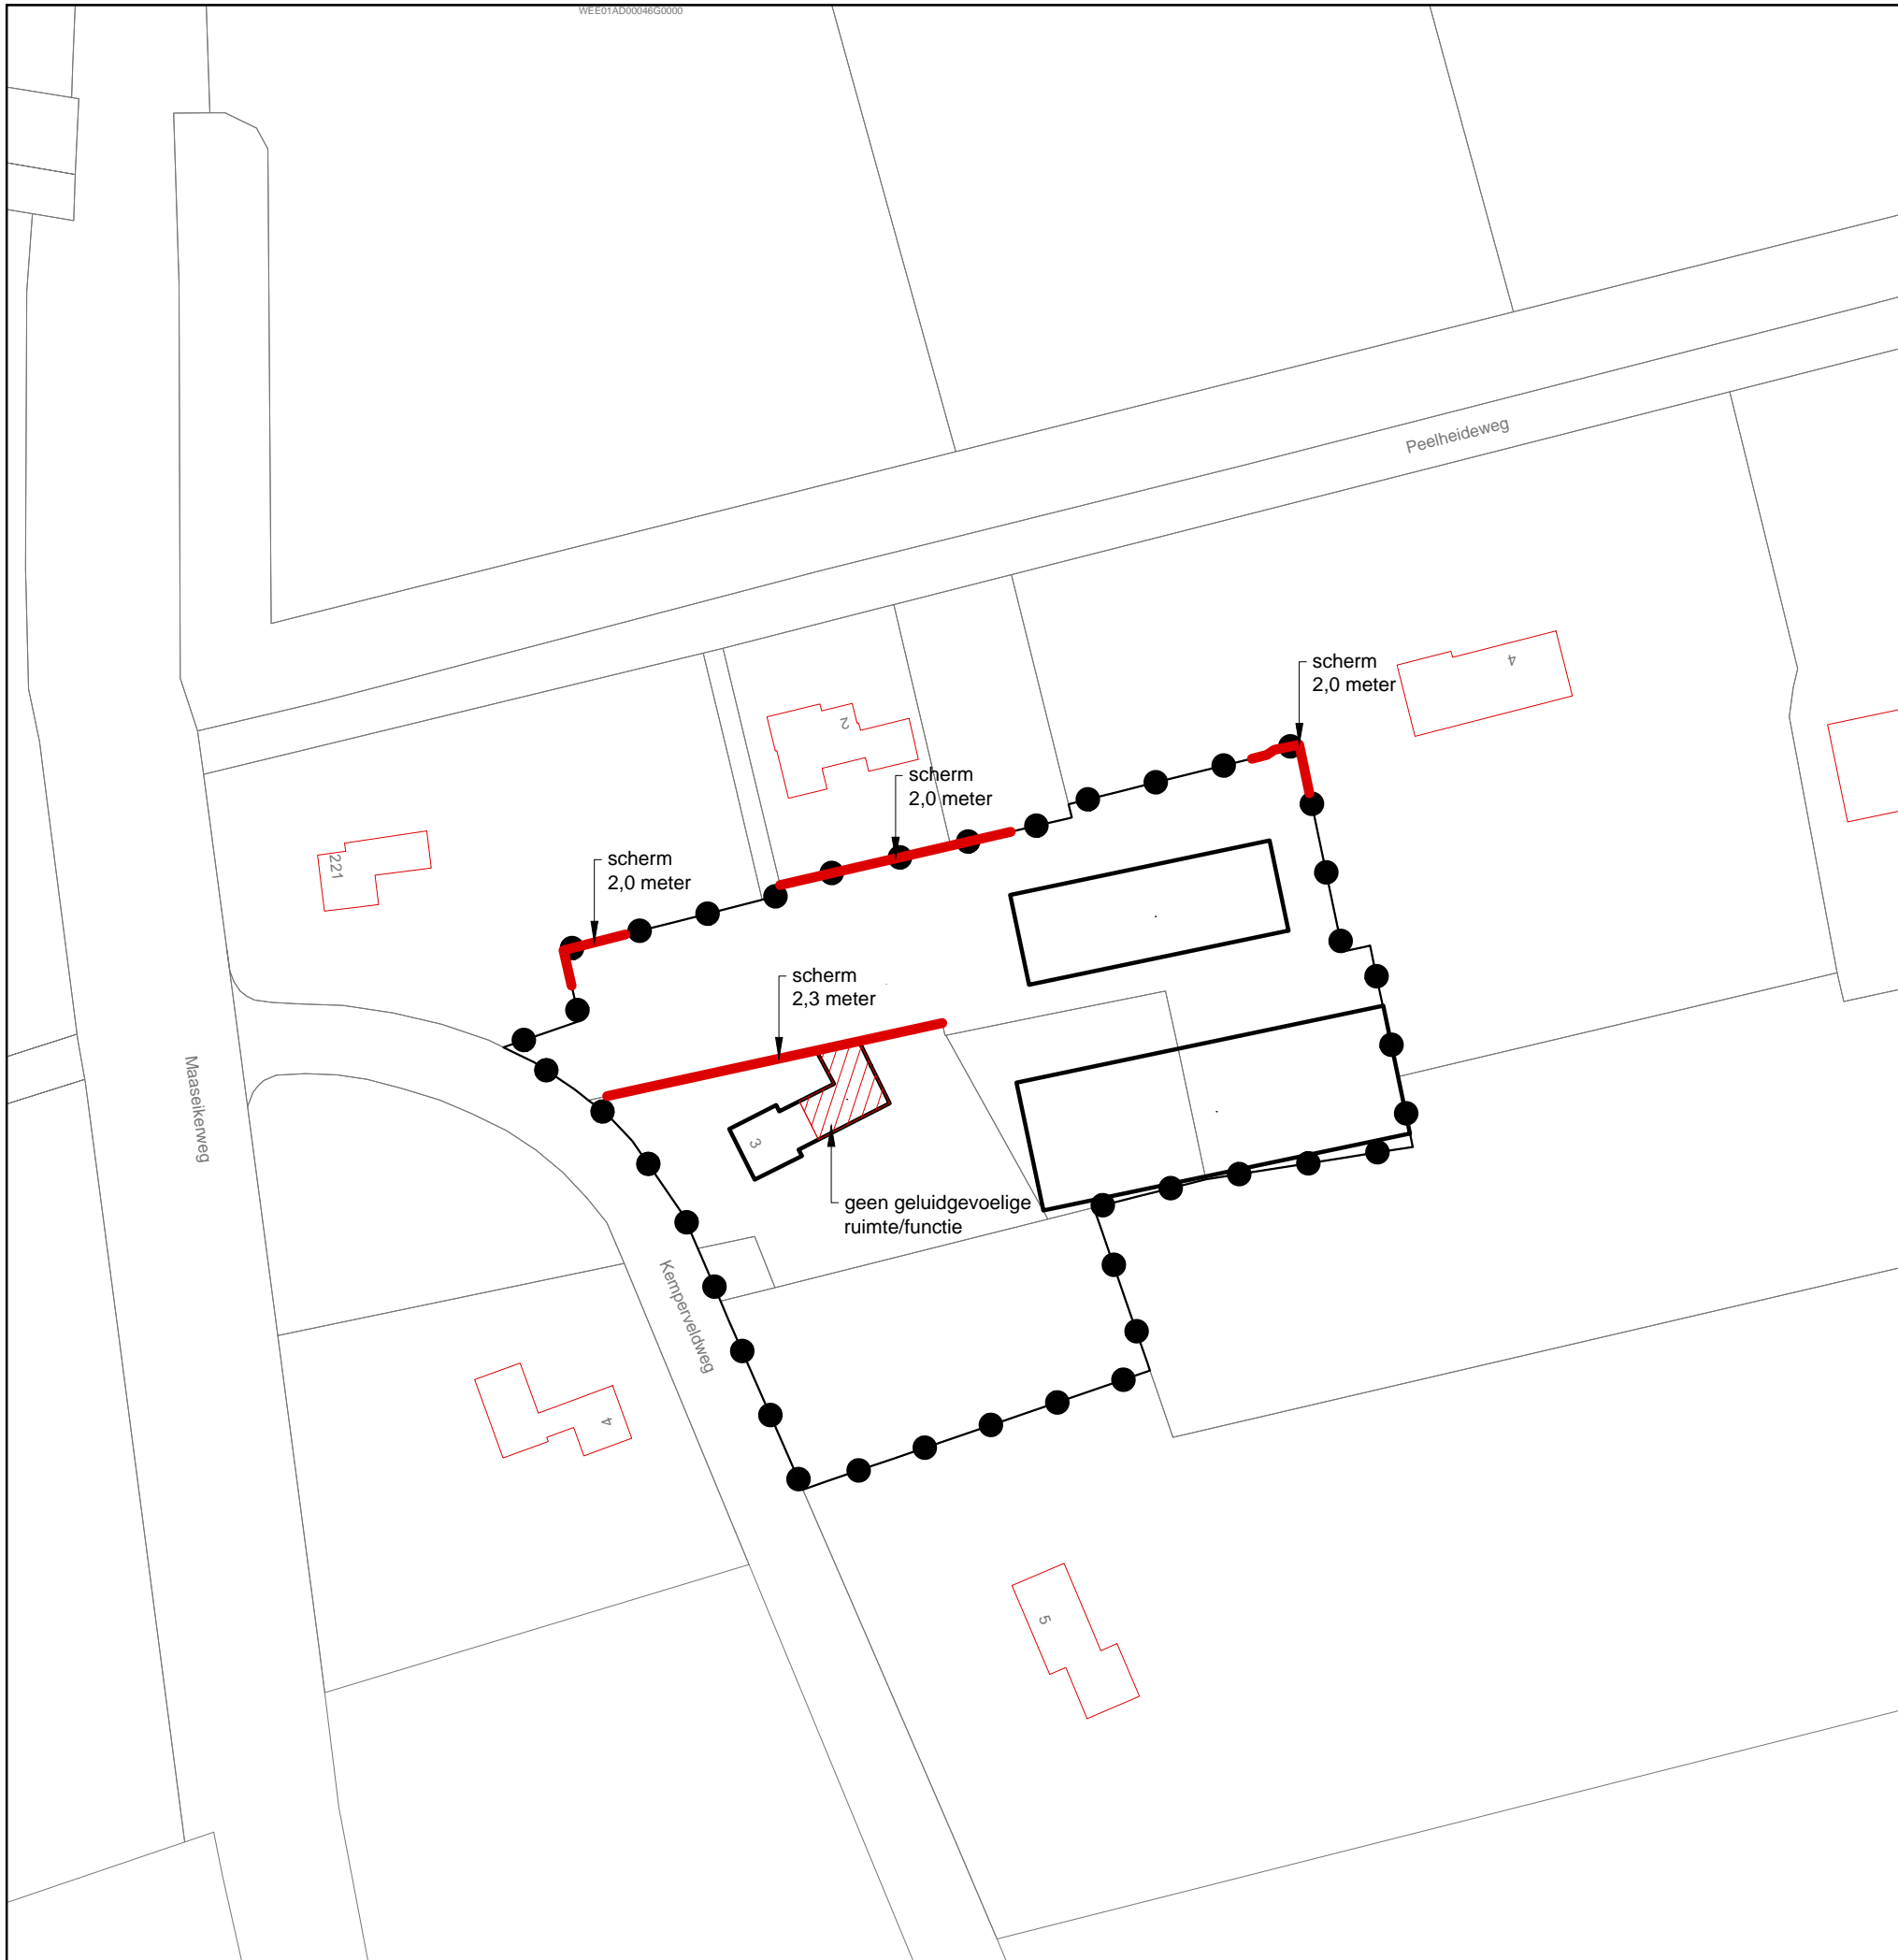 WEE01AD00046G0000
Peelheideweg
scherm
2,0 meter
4
2
scherm
2,0 meter
221
scherm
2,0 meter
scherm
2,3 meter
Maaseikerweg
3
geen geluidgevoelige
ruimte/functie
Kemperveldweg
4
5